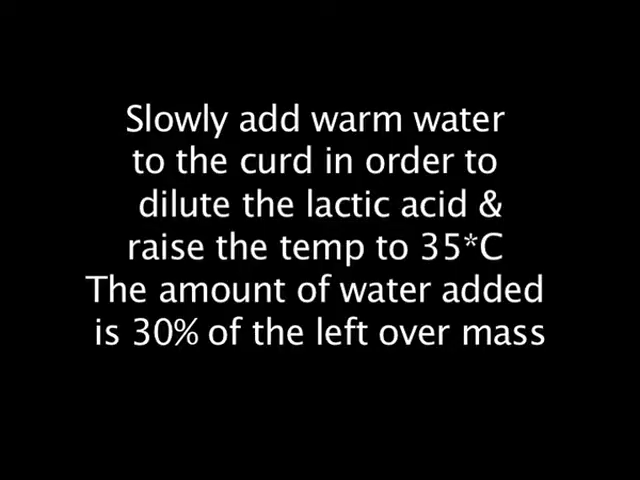 Slowly add warm water
to the curd in order to
dilute the lactic acid &
raise the temp to 35*C
The amount of water added
is 30% of the left over mass